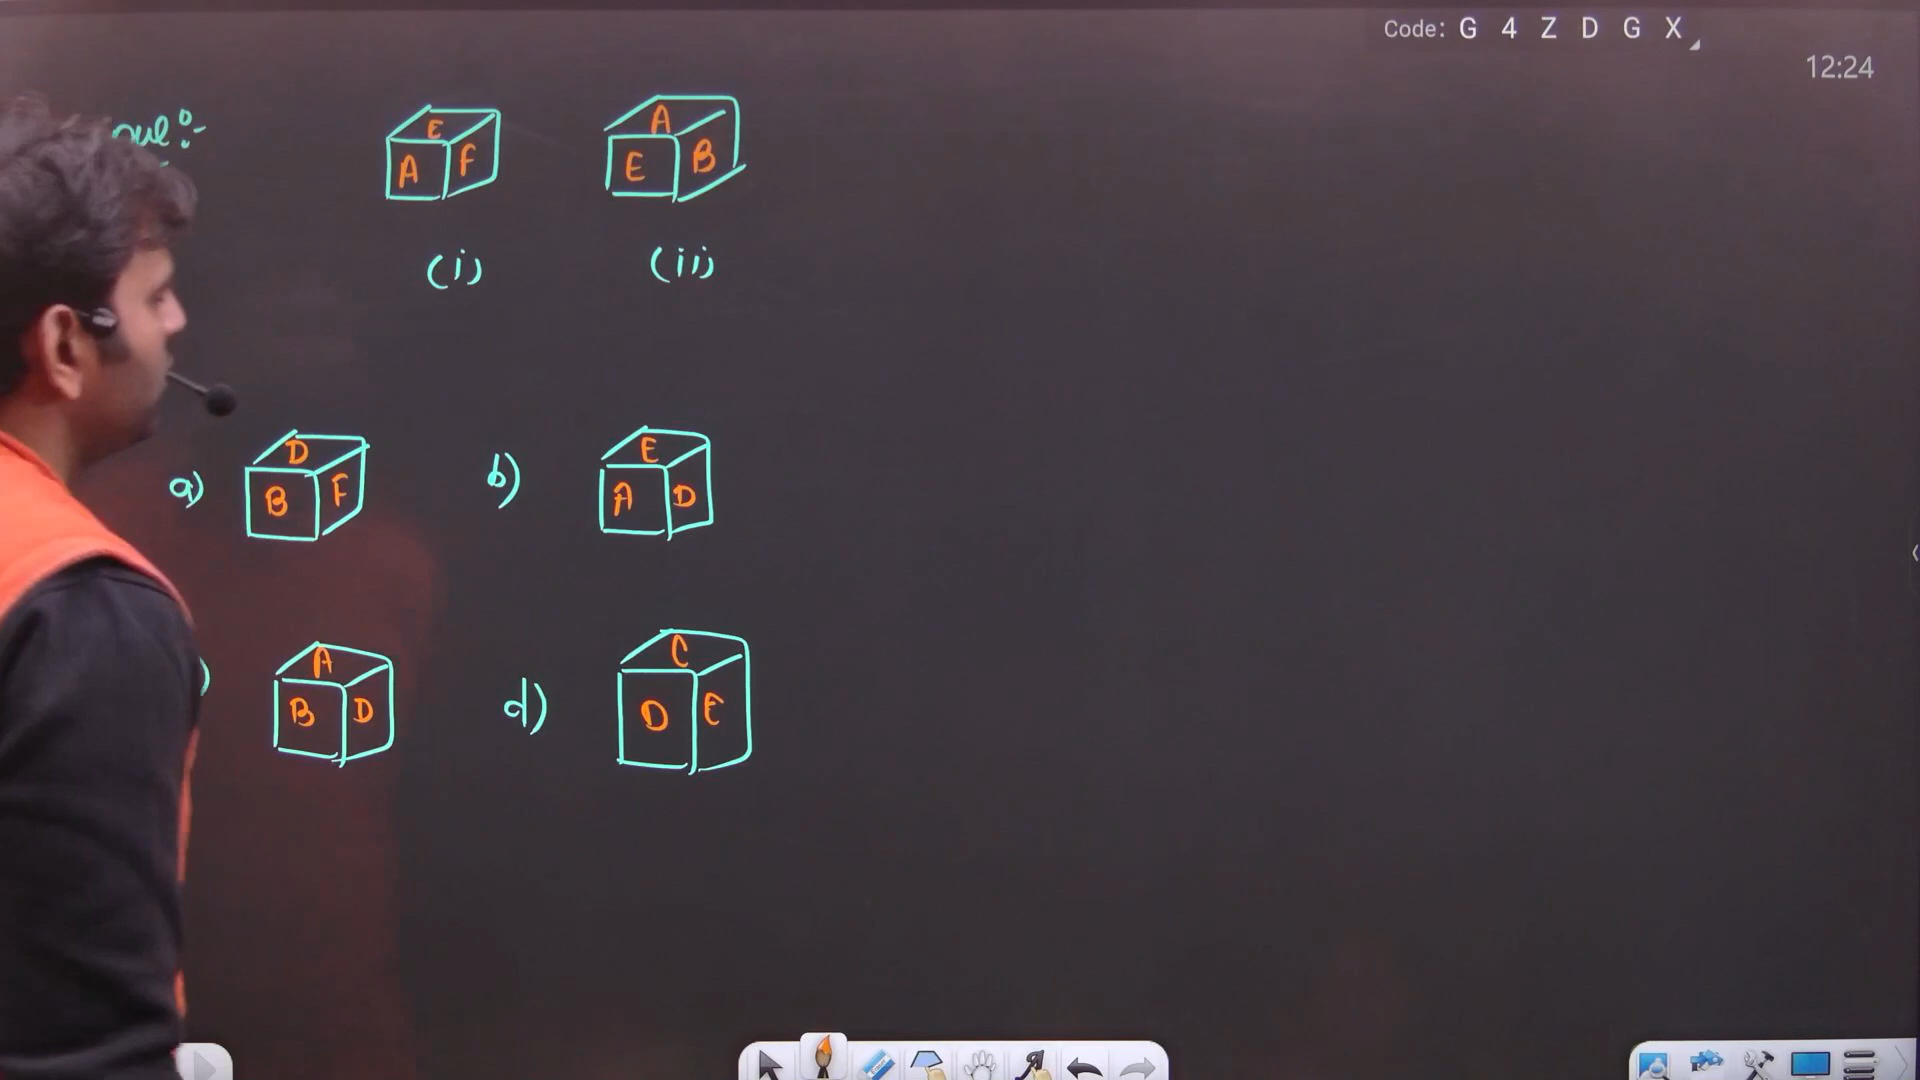 Code: G 4 Z D G X
12:24
E
A F
A
E B
(i) (ii)
a) D
B F
b) E
A D
) A
B D
d) C
D E